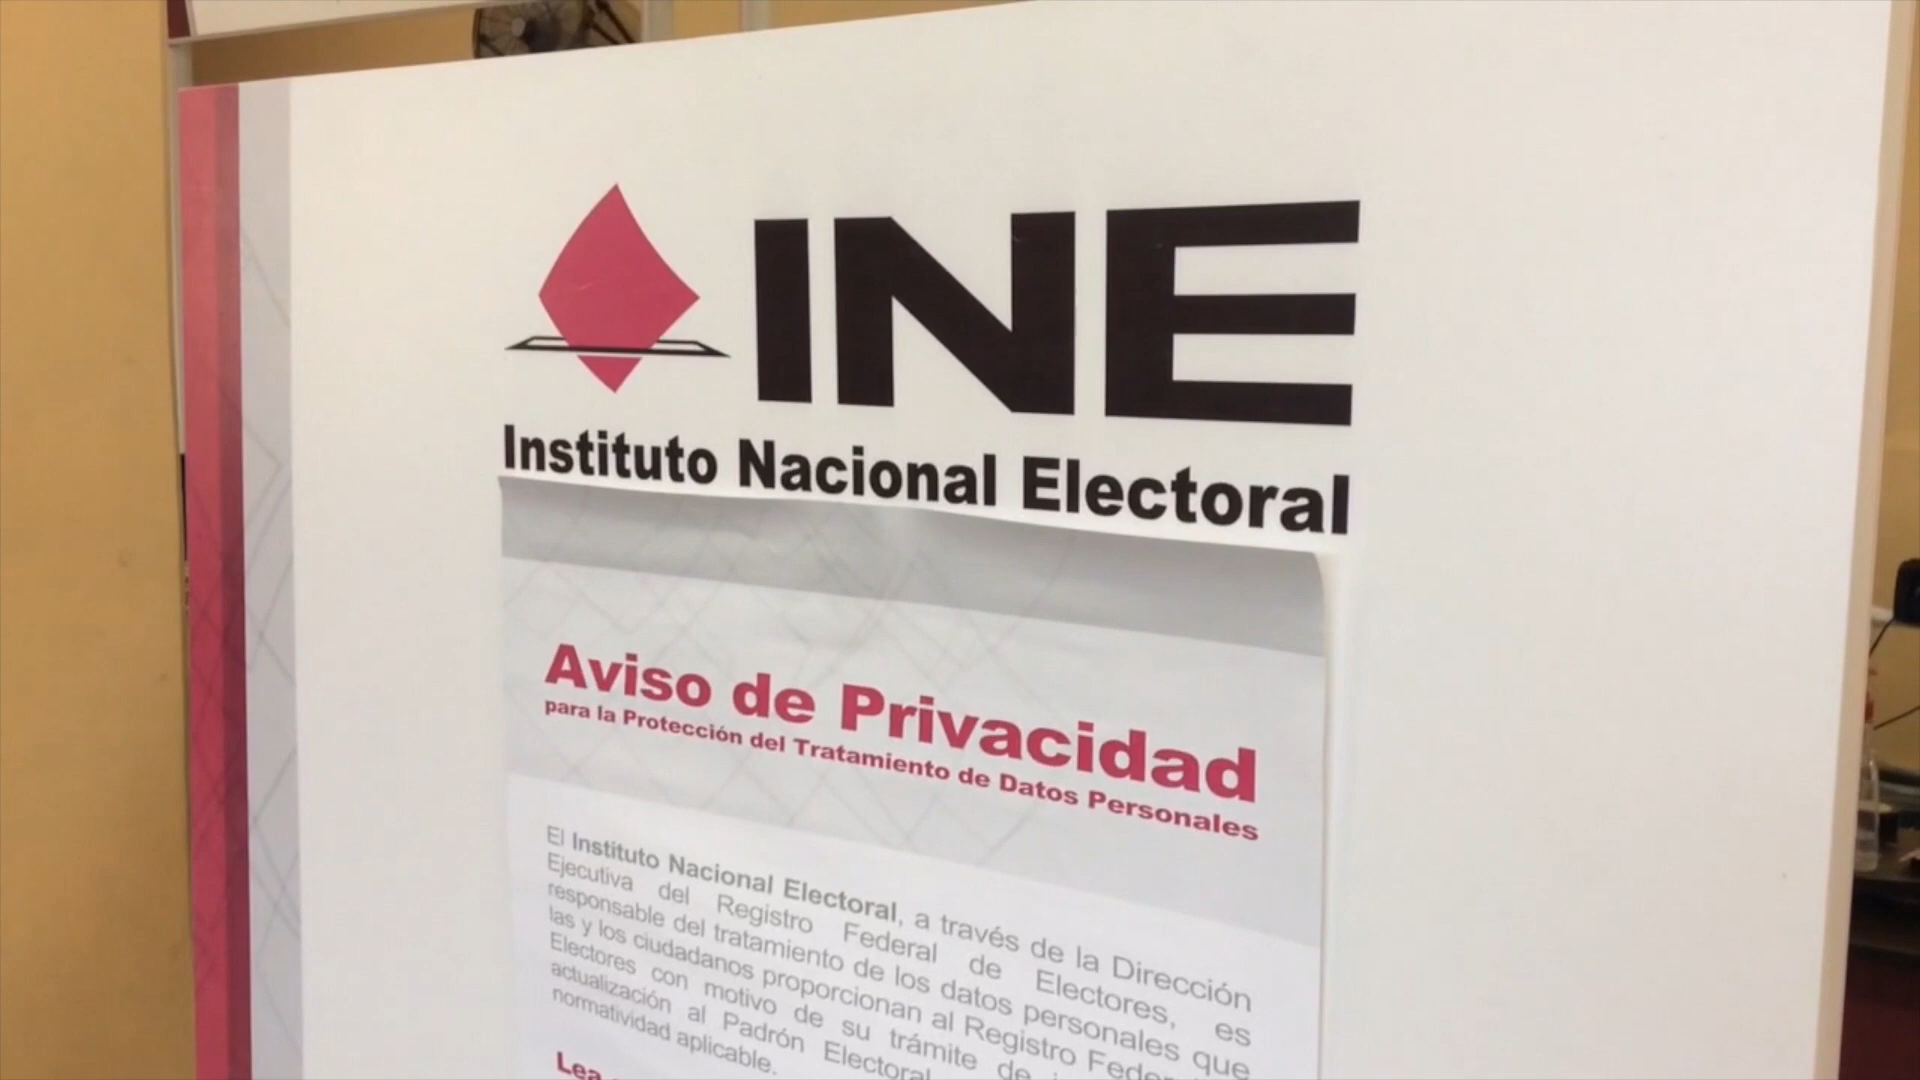 INE
Instituto Nacional Electoral
Aviso de Privacidad
para la Protección del Tratamiento de Datos Personales
El Instituto Nacional Electoral, a través de la Dirección
Ejecutiva del Registro Federal de Electores, es
responsable del tratamiento de los datos personales que
las y los ciudadanos proporcionan al Registro
Electores con motivo de su trámite de
actualización al Padrón
normatividad aplicable.
Lea